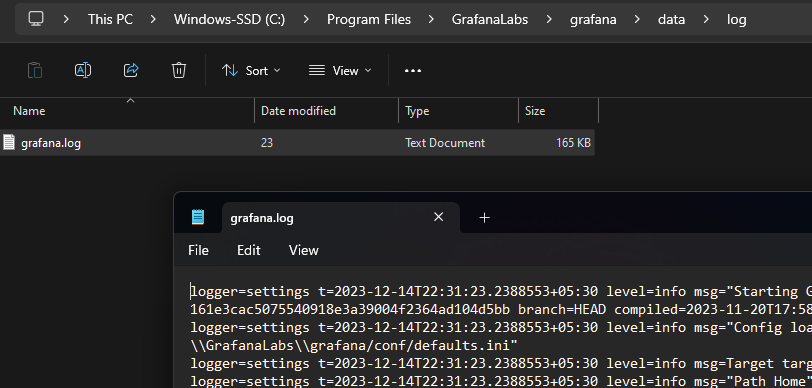 This PC > Windows-SSD (C:) > Program Files > GrafanaLabs > grafana > data > log
Sort View
Name Date modified Type Size
grafana.log 23 Text Document 165 KB
grafana.log
File Edit View
logger=settings t=2023-12-14T22:31:23.2388553+05:30 level=info msg="Starting G
161e3cac5075540918e3a39004f2364ad104d5bb branch=HEAD compiled=2023-11-20T17:58
logger=settings t=2023-12-14T22:31:23.2388553+05:30 level=info msg="Config loa
\\GrafanaLabs\\grafana/conf/defaults.ini"
logger=settings t=2023-12-14T22:31:23.2388553+05:30 level=info msg=Target targ
logger=settings t=2023-12-14T22:31:23.2388553+05:30 level=info msg="Path Home"